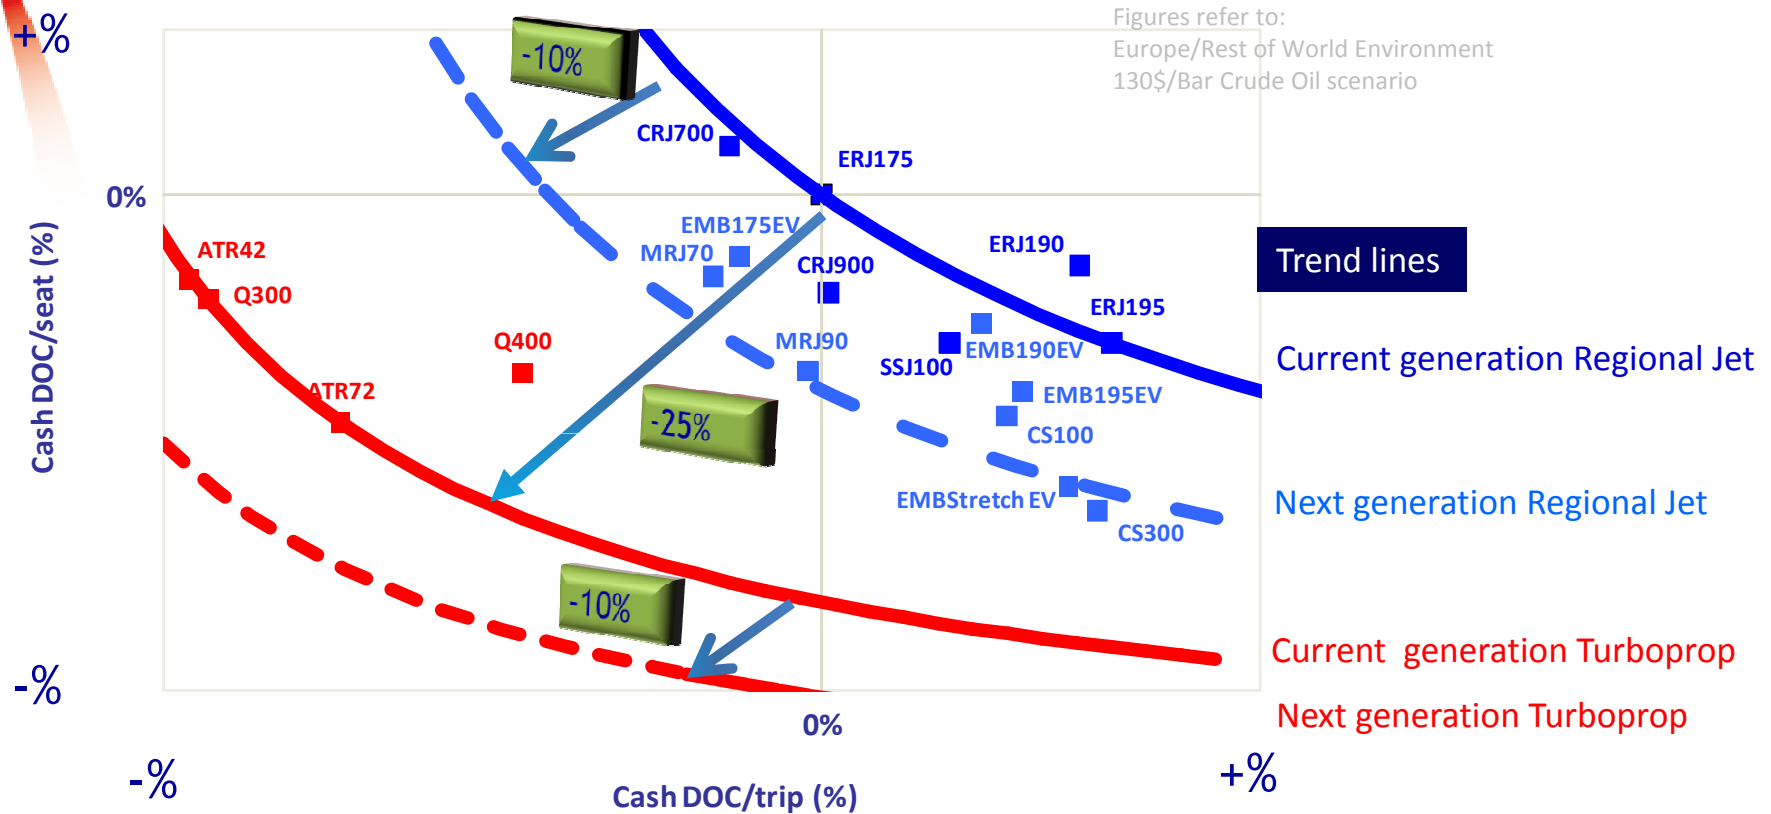 +%
Figures refer to:
Europe/Rest of World Environment
130$/Bar Crude Oil scenario
-10%
CRJ700
ERJ175
0%
EMB175EV
MRJ70
CRJ900
ERJ190
ATR42
Q300
Trend lines
ERJ195
Q400
MRJ90
SSJ100
EMB190EV
Current generation Regional Jet
ATR72
EMB195EV
-25%
CS100
Cash DOC/seat (%)
EMBStretch EV
CS300
Next generation Regional Jet
-10%
Current generation Turboprop
-%
Next generation Turboprop
0%
-%
+%
Cash DOC/trip (%)